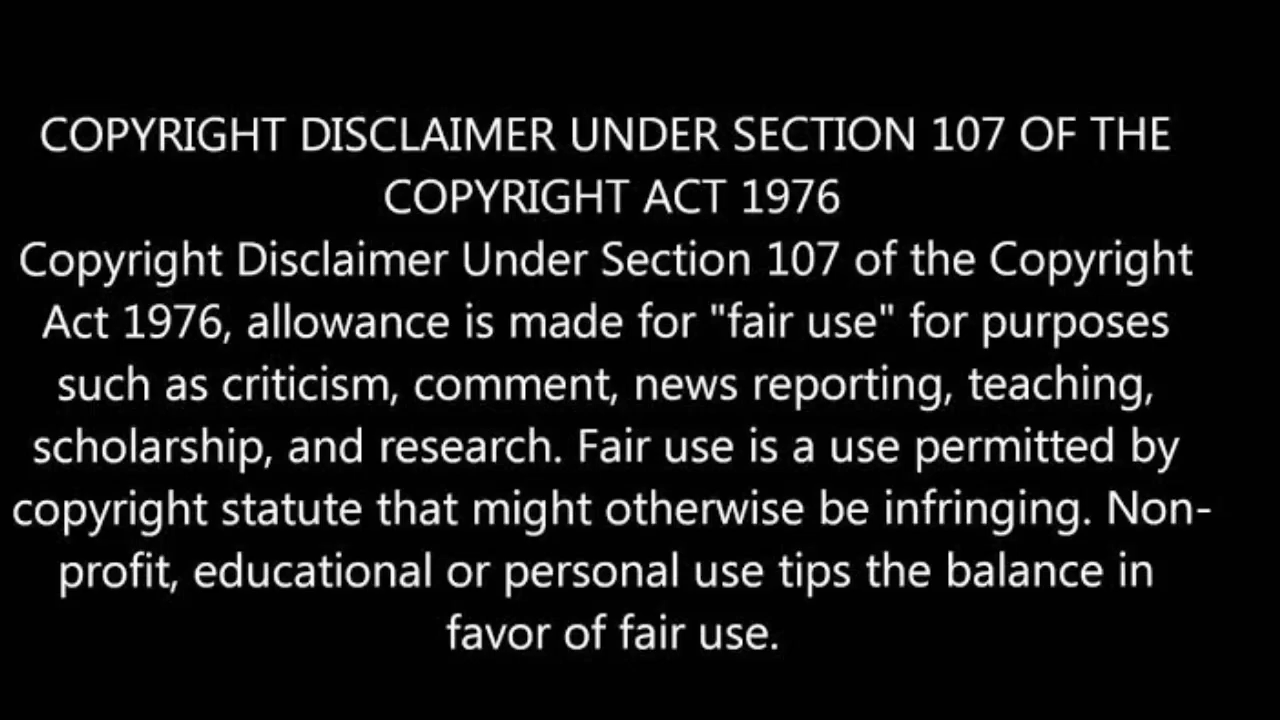 COPYRIGHT DISCLAIMER UNDER SECTION 107 OF THE
COPYRIGHT ACT 1976
Copyright Disclaimer Under Section 107 of the Copyright
Act 1976, allowance is made for "fair use" for purposes
such as criticism, comment, news reporting, teaching,
scholarship, and research. Fair use is a use permitted by
copyright statute that might otherwise be infringing. Non-
profit, educational or personal use tips the balance in
favor of fair use.